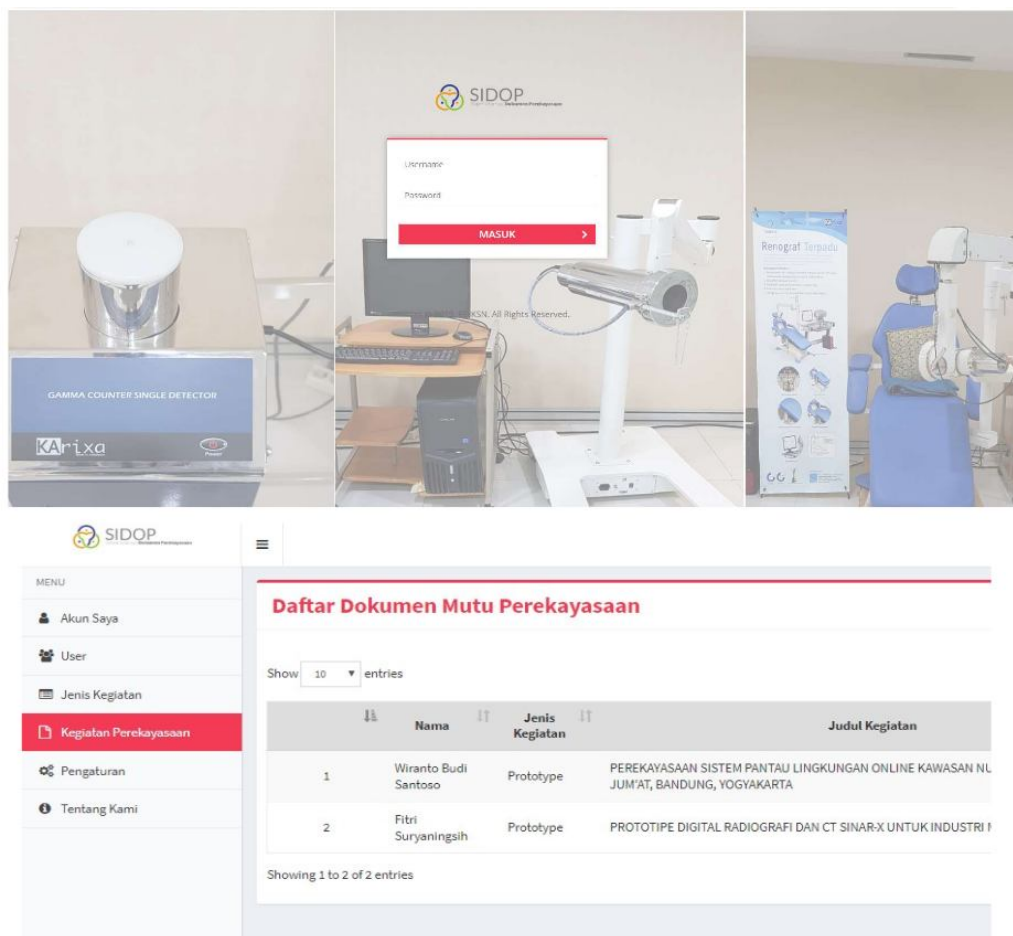 SIDOP
Username
Password
MASUK
KSN. All Rights Reserved.
GAMMA COUNTER SINGLE DETECTOR
KArixa
Power
Renograf Terpadu
SIDOP
MENU
Akun Saya
User
Jenis Kegiatan
Kegiatan Perekayasaan
Pengaturan
Tentang Kami
Daftar Dokumen Mutu Perekayasaan
Show 10 entries
Nama
Jenis
Kegiatan
Judul Kegiatan
1
Wiranto Budi
Santoso
Prototype
PEREKAYASAAN SISTEM PANTAU LINGKUNGAN ONLINE KAWASAN NU
JUM'AT, BANDUNG, YOGYAKARTA
2
Fitri
Suryaningsih
Prototype
PROTOTIPE DIGITAL RADIOGRAFI DAN CT SINAR-X UNTUK INDUSTRI
Showing 1 to 2 of 2 entries